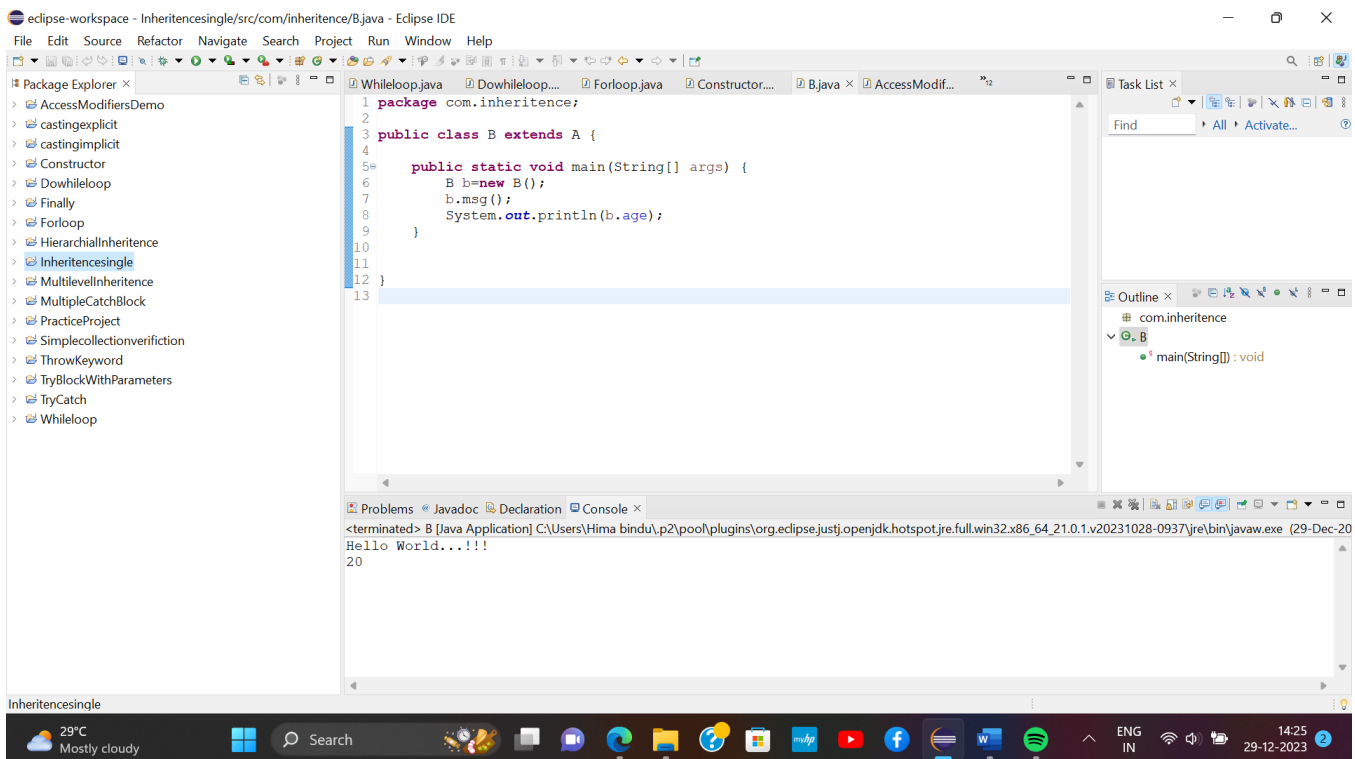 eclipse-workspace - Inheritencesingle/src/com/inheritence/B.java - Eclipse IDE
File Edit Source Refactor Navigate Search Project Run Window Help
Package Explorer
AccessModifiersDemo
castingexplicit
castingimplicit
Constructor
Dowhileloop
Finally
Forloop
HierarchialInheritence
Inheritencesingle
MultilevelInheritence
MultipleCatchBlock
PracticeProject
Simplecollectionverifiction
ThrowKeyword
TryBlockWithParameters
TryCatch
Whileloop
Whileloop.java Dowhileloop.... Forloop.java Constructor.... B.java AccessModif... »12
1 package com.inheritence;
2
3 public class B extends A {
4
5 public static void main(String[] args) {
6 B b=new B();
7 b.msg();
8 System.out.println(b.age);
9 }
10
11
12 }
13
Task List
Find All Activate...
Outline
com.inheritence
B
main(String[]) : void
Problems Javadoc Declaration Console
<terminated> B [Java Application] C:\Users\Hima bindu\.p2\pool\plugins\org.eclipse.justj.openjdk.hotspot.jre.full.win32.x86_64_21.0.1.v20231028-0937\jre\bin\javaw.exe (29-Dec-20
Hello World...!!!
20
Inheritencesingle
29°C
Mostly cloudy
Search
myhp
W
ENG
IN
14:25
29-12-2023
2